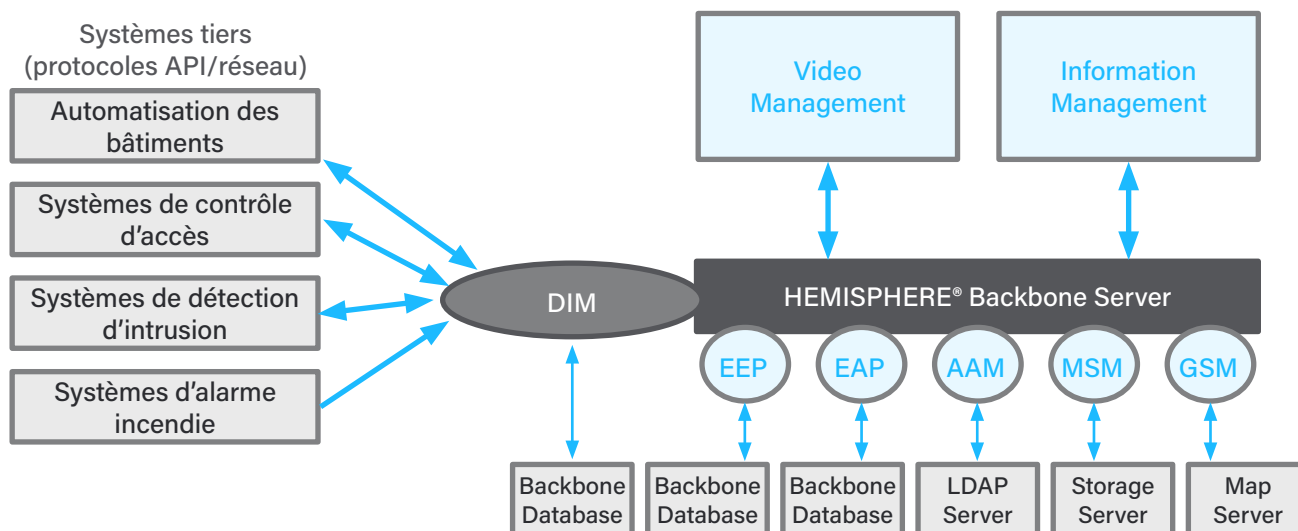 Systèmes tiers
(protocoles API/réseau)
Automatisation des
bâtiments
Systèmes de contrôle
d'accès
Systèmes de détection
d'intrusion
Systèmes d'alarme
incendie
Video
Management
Information
Management
DIM
HEMISPHERE® Backbone Server
EEP
EAP
AAM
MSM
GSM
Backbone
Database
Backbone
Database
Backbone
Database
LDAP
Server
Storage
Server
Map
Server